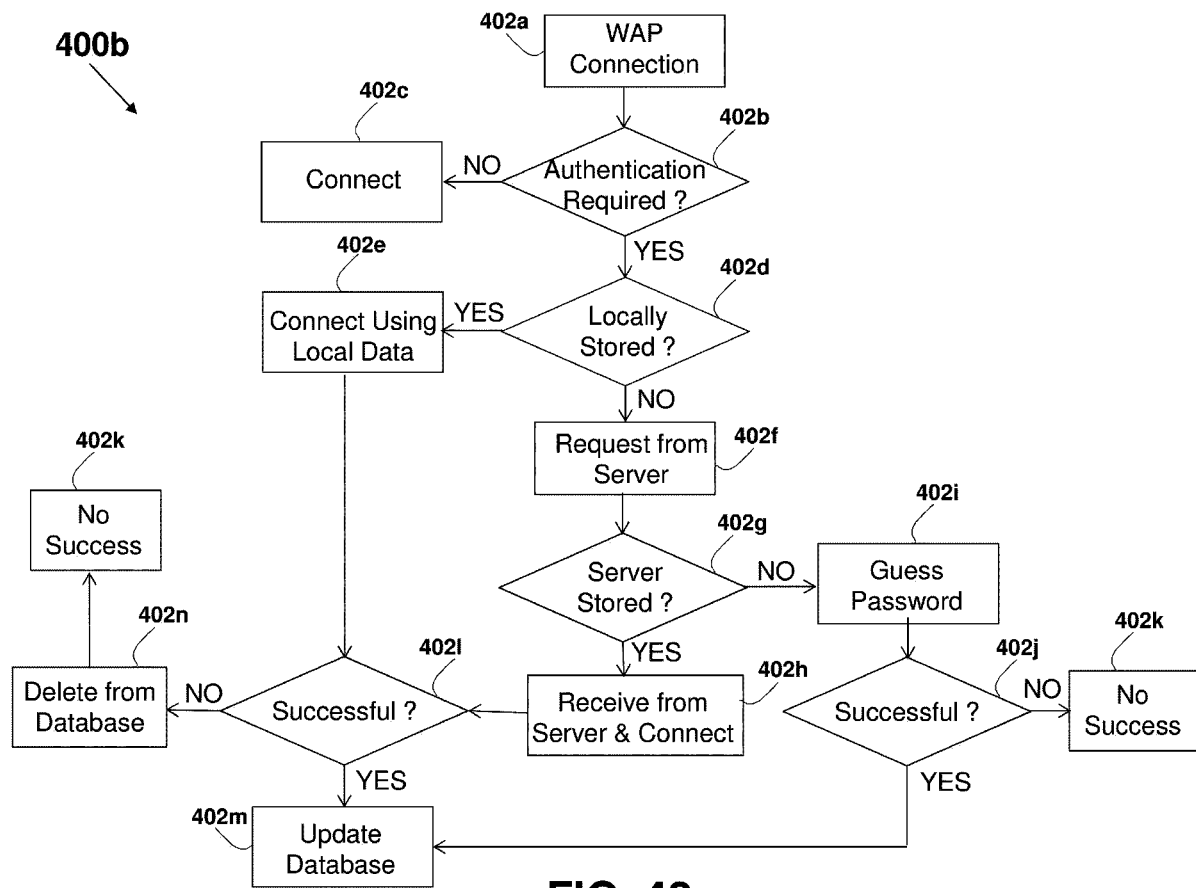 400b
402a
WAP
Connection
402c
402b
Connect
NO
Authentication
Required ?
YES
402e
402d
Connect Using
Local Data
YES
Locally
Stored ?
NO
402k
Request from
Server
402f
No
Success
402g
402i
Server
Stored ?
NO
Guess
Password
402n
402l
YES
402h
402j
402k
Delete from
Database
NO
Successful ?
Receive from
Server & Connect
Successful ?
NO
No
Success
YES
YES
402m
Update
Database